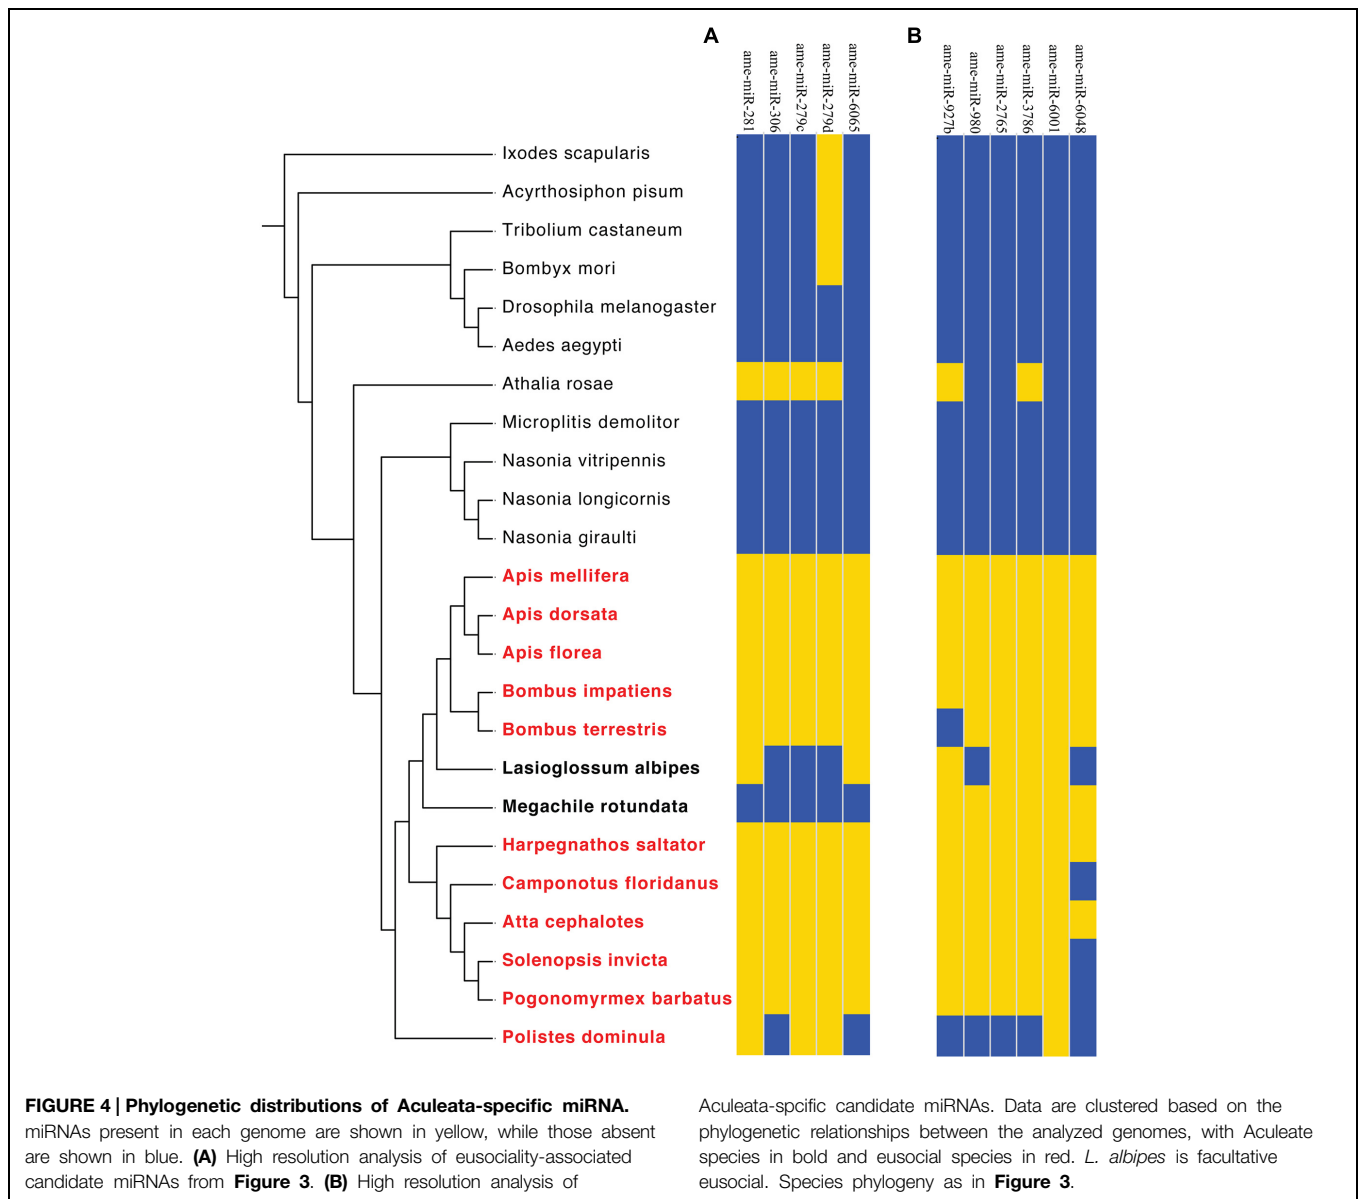 A
B
ame-miR-281
ame-miR-306
ame-miR-279c
ame-miR-279d
ame-miR-6065
ame-miR-927b
ame-miR-980
ame-miR-2765
ame-miR-3786
ame-miR-6001
ame-miR-6048
Ixodes scapularis
Acyrthosiphon pisum
Tribolium castaneum
Bombyx mori
Drosophila melanogaster
Aedes aegypti
Athalia rosae
Microplitis demolitor
Nasonia vitripennis
Nasonia longicornis
Nasonia giraulti
Apis mellifera
Apis dorsata
Apis florea
Bombus impatiens
Bombus terrestris
Lasioglossum albipes
Megachile rotundata
Harpegnathos saltator
Camponotus floridanus
Atta cephalotes
Solenopsis invicta
Pogonomyrmex barbatus
Polistes dominula
FIGURE 4 | Phylogenetic distributions of Aculeata-specific miRNA.
miRNAs present in each genome are shown in yellow, while those absent
are shown in blue. (A) High resolution analysis of eusociality-associated
candidate miRNAs from Figure 3. (B) High resolution analysis of
Aculeata-spcific candidate miRNAs. Data are clustered based on the
phylogenetic relationships between the analyzed genomes, with Aculeate
species in bold and eusocial species in red. L. albipes is facultative
eusocial. Species phylogeny as in Figure 3.